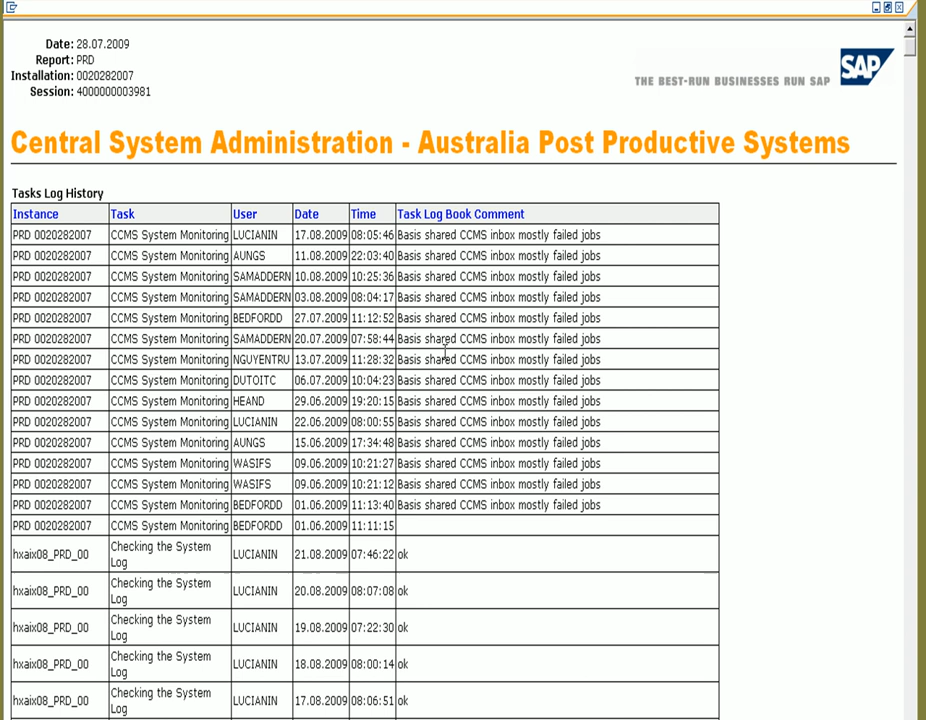 Date: 28.07.2009
Report: PRD
Installation: 0020282007
Session: 4000000003981
THE BEST-RUN BUSINESSES RUN SAP
SAP
Central System Administration - Australia Post Productive Systems
Tasks Log History
Instance Task User Date Time Task Log Book Comment
PRD 0020282007 CCMS System Monitoring LUCIANIN 17.08.2009 08:05:46 Basis shared CCMS inbox mostly failed jobs
PRD 0020282007 CCMS System Monitoring AUNGS 11.08.2009 22:03:40 Basis shared CCMS inbox mostly failed jobs
PRD 0020282007 CCMS System Monitoring SAMADDERN 10.08.2009 10:25:36 Basis shared CCMS inbox mostly failed jobs
PRD 0020282007 CCMS System Monitoring SAMADDERN 03.08.2009 08:04:17 Basis shared CCMS inbox mostly failed jobs
PRD 0020282007 CCMS System Monitoring BEDFORDD 27.07.2009 11:12:52 Basis shared CCMS inbox mostly failed jobs
PRD 0020282007 CCMS System Monitoring SAMADDERN 20.07.2009 07:58:44 Basis shared CCMS inbox mostly failed jobs
PRD 0020282007 CCMS System Monitoring NGUYENTRU 13.07.2009 11:28:32 Basis shared CCMS inbox mostly failed jobs
PRD 0020282007 CCMS System Monitoring DUTOITC 06.07.2009 10:04:23 Basis shared CCMS inbox mostly failed jobs
PRD 0020282007 CCMS System Monitoring HEAND 29.06.2009 19:20:15 Basis shared CCMS inbox mostly failed jobs
PRD 0020282007 CCMS System Monitoring LUCIANIN 22.06.2009 08:00:55 Basis shared CCMS inbox mostly failed jobs
PRD 0020282007 CCMS System Monitoring AUNGS 15.06.2009 17:34:48 Basis shared CCMS inbox mostly failed jobs
PRD 0020282007 CCMS System Monitoring WASIFS 09.06.2009 10:21:27 Basis shared CCMS inbox mostly failed jobs
PRD 0020282007 CCMS System Monitoring WASIFS 09.06.2009 10:21:12 Basis shared CCMS inbox mostly failed jobs
PRD 0020282007 CCMS System Monitoring BEDFORDD 01.06.2009 11:13:40 Basis shared CCMS inbox mostly failed jobs
PRD 0020282007 CCMS System Monitoring BEDFORDD 01.06.2009 11:11:15
hxaix08_PRD_00 Checking the System Log LUCIANIN 21.08.2009 07:46:22 ok
hxaix08_PRD_00 Checking the System Log LUCIANIN 20.08.2009 08:07:08 ok
hxaix08_PRD_00 Checking the System Log LUCIANIN 19.08.2009 07:22:30 ok
hxaix08_PRD_00 Checking the System Log LUCIANIN 18.08.2009 08:00:14 ok
hxaix08_PRD_00 Checking the System Log LUCIANIN 17.08.2009 08:06:51 ok